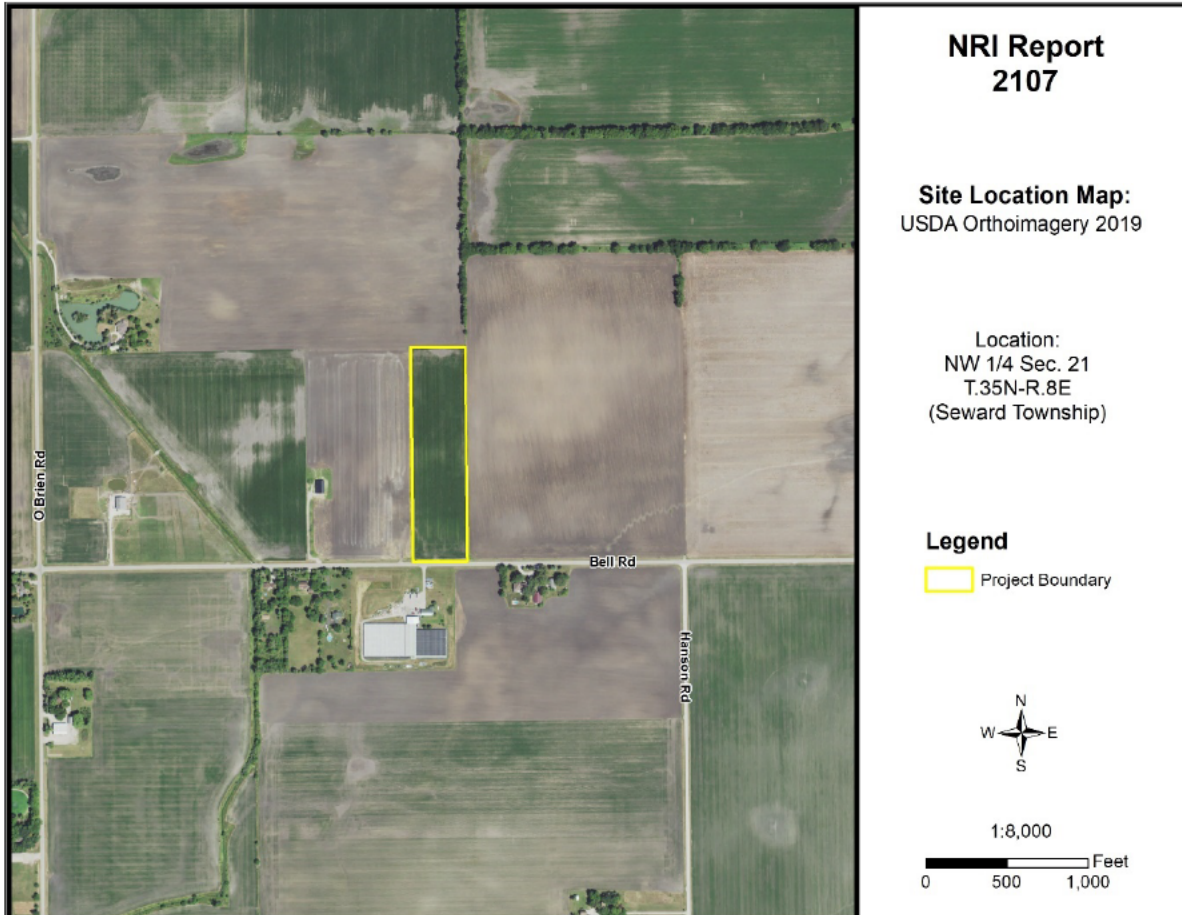 NRI Report
2107
Site Location Map:
USDA Orthoimagery 2019
Location:
NW 1/4 Sec. 21
T.35N-R.8E
(Seward Township)
O Brien Rd
Bell Rd
Hanson Rd
Legend
Project Boundary
N
W E
S
1:8,000
Feet
0 500 1,000